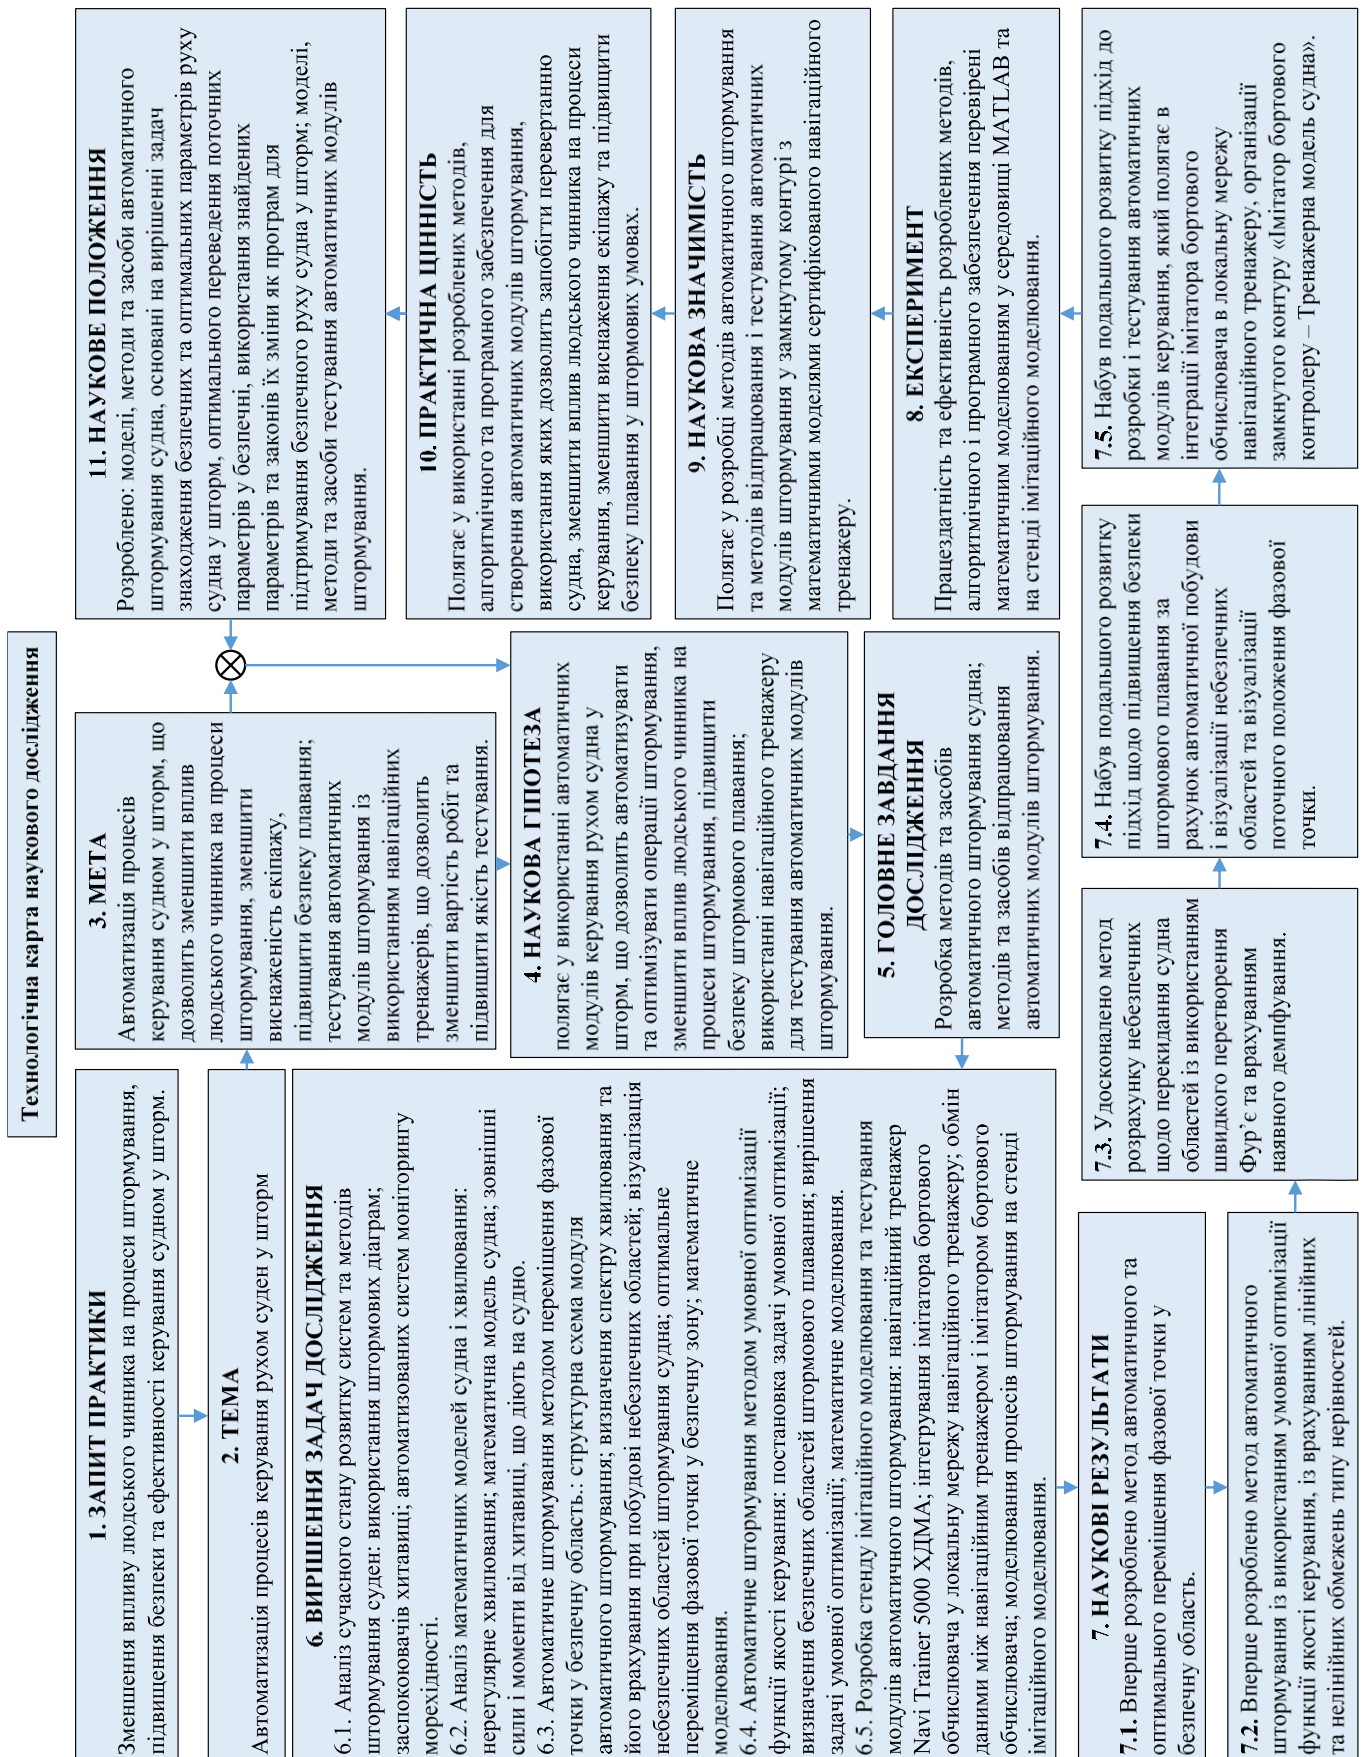 Технологічна карта наукового дослідження
1. ЗАПИТ ПРАКТИКИ
Зменшення впливу людського чинника на процеси штормування,
підвищення безпеки та ефективності керування судном у шторм.
2. ТЕМА
Автоматизація процесів керування рухом суден у шторм
3. МЕТА
Автоматизація процесів
керування судном у шторм, що
дозволить зменшити вплив
людського чинника на процеси
штормування, зменшити
виснаженість екіпажу,
підвищити безпеку плавання;
тестування автоматичних
модулів штормування із
використанням навігаційних
тренажерів, що дозволить
зменшити вартість робіт та
підвищити якість тестування.
4. НАУКОВА ГІПОТЕЗА
полягає у використанні автоматичних
модулів керування рухом судна у
шторм, що дозволить автоматизувати
та оптимізувати операції штормування,
зменшити вплив людського чинника на
процеси штормування, підвищити
безпеку штормового плавання;
використанні навігаційного тренажеру
для тестування автоматичних модулів
штормування.
5. ГОЛОВНЕ ЗАВДАННЯ
ДОСЛІДЖЕННЯ
Розробка методів та засобів
автоматичного штормування судна;
методів та засобів відпрацювання
автоматичних модулів штормування.
6. ВИРІШЕННЯ ЗАДАЧ ДОСЛІДЖЕННЯ
6.1. Аналіз сучасного стану розвитку систем та методів
штормування суден: використання штормових діаграм;
заспокоювачів хитавиці; автоматизованих систем моніторингу
морехідності.
6.2. Аналіз математичних моделей судна і хвилювання:
нерегулярне хвилювання; математична модель судна; зовнішні
сили і моменти від хитавиці, що діють на судно.
6.3. Автоматичне штормування методом переміщення фазової
точки у безпечну область.: структурна схема модуля
автоматичного штормування; визначення спектру хвилювання та
його врахування при побудові небезпечних областей; візуалізація
небезпечних областей штормування судна; оптимальне
переміщення фазової точки у безпечну зону; математичне
моделювання.
6.4. Автоматичне штормування методом умовної оптимізації
функції якості керування: постановка задачі умовної оптимізації;
визначення безпечних областей штормового плавання; вирішення
задачі умовної оптимізації; математичне моделювання.
6.5. Розробка стенду імітаційного моделювання та тестування
модулів автоматичного штормування: навігаційний тренажер
Navi Trainer 5000 ХДМА; інтегрування імітатора бортового
обчислювача у локальну мережу навігаційного тренажеру; обмін
даними між навігаційним тренажером і імітатором бортового
обчислювача; моделювання процесів штормування на стенді
імітаційного моделювання.
7. НАУКОВІ РЕЗУЛЬТАТИ
7.1. Вперше розроблено метод автоматичного та
оптимального переміщення фазової точки у
безпечну область.
7.2. Вперше розроблено метод автоматичного
штормування із використанням умовної оптимізації
функції якості керування, із врахуванням лінійних
та нелінійних обмежень типу нерівностей.
7.3. Удосконалено метод
розрахунку небезпечних
щодо перекидання судна
областей із використанням
швидкого перетворення
Фур’є та врахуванням
наявного демпфування.
7.4. Набув подальшого розвитку
підхід щодо підвищення безпеки
штормового плавання за
рахунок автоматичної побудови
і візуалізації небезпечних
областей та візуалізації
поточного положення фазової
точки.
7.5. Набув подальшого розвитку підхід до
розробки і тестування автоматичних
модулів керування, який полягає в
інтеграції імітатора бортового
обчислювача в локальну мережу
навігаційного тренажеру, організації
замкнутого контуру «Імітатор бортового
контролеру – Тренажерна модель судна».
8. ЕКСПЕРИМЕНТ
Працездатність та ефективність розроблених методів,
алгоритмічного і програмного забезпечення перевірені
математичним моделюванням у середовищі MATLAB та
на стенді імітаційного моделювання.
9. НАУКОВА ЗНАЧИМІСТЬ
Полягає у розробці методів автоматичного штормування
та методів відпрацювання і тестування автоматичних
модулів штормування у замкнутому контурі з
математичними моделями сертифікованого навігаційного
тренажеру.
10. ПРАКТИЧНА ЦІННІСТЬ
Полягає у використанні розроблених методів,
алгоритмічного та програмного забезпечення для
створення автоматичних модулів штормування,
використання яких дозволить запобігти перевертанню
судна, зменшити вплив людського чинника на процеси
керування, зменшити виснаження екіпажу та підвищити
безпеку плавання у штормових умовах.
11. НАУКОВЕ ПОЛОЖЕННЯ
Розроблено: моделі, методи та засоби автоматичного
штормування судна, основані на вирішенні задач
знаходження безпечних та оптимальних параметрів руху
судна у шторм, оптимального переведення поточних
параметрів у безпечні, використання знайдених
параметрів та законів їх зміни як програм для
підтримування безпечного руху судна у шторм; моделі,
методи та засоби тестування автоматичних модулів
штормування.